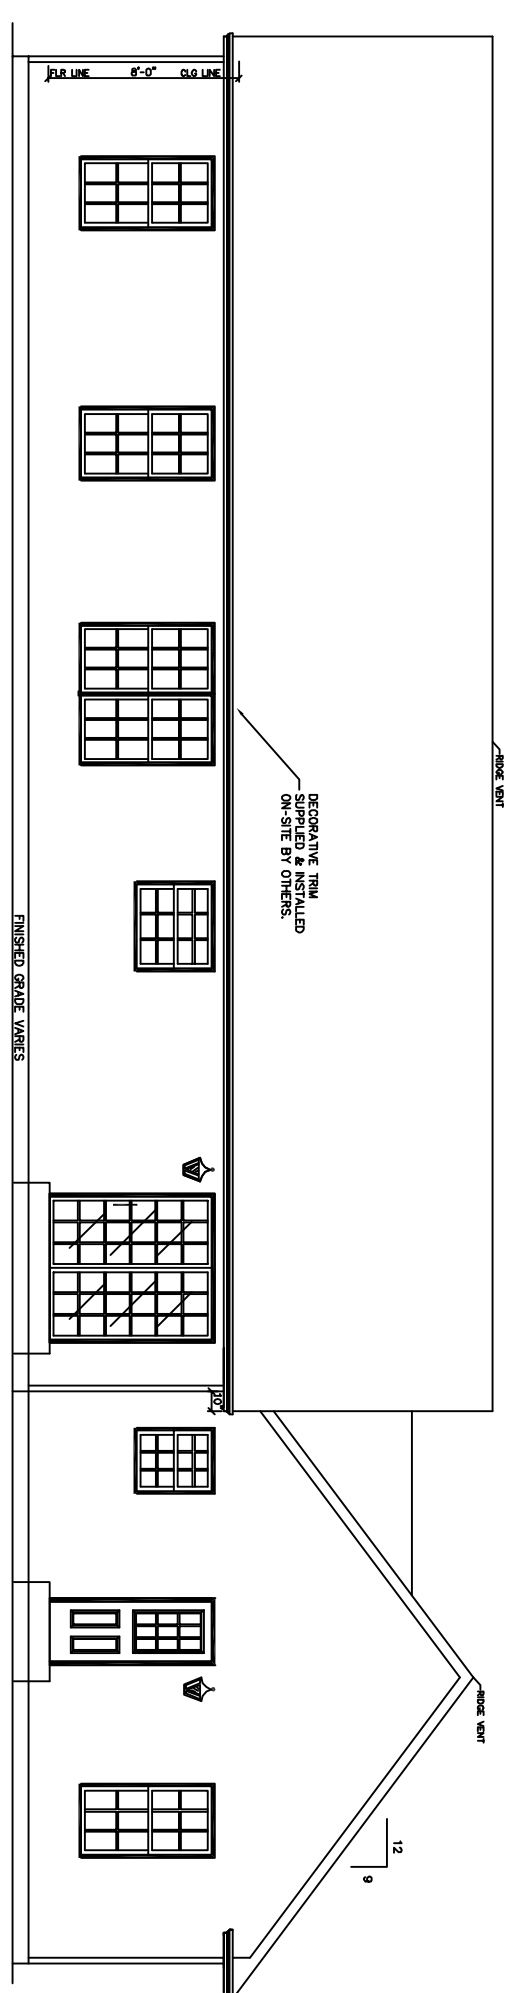 FLR LINE
8'-0"
CLG LINE
RIDGE VENT
DECORATIVE TRIM
SUPPLIED & INSTALLED
ON-SITE BY OTHERS.
FINISHED GRADE VARIES
10"
RIDGE VENT
12
9